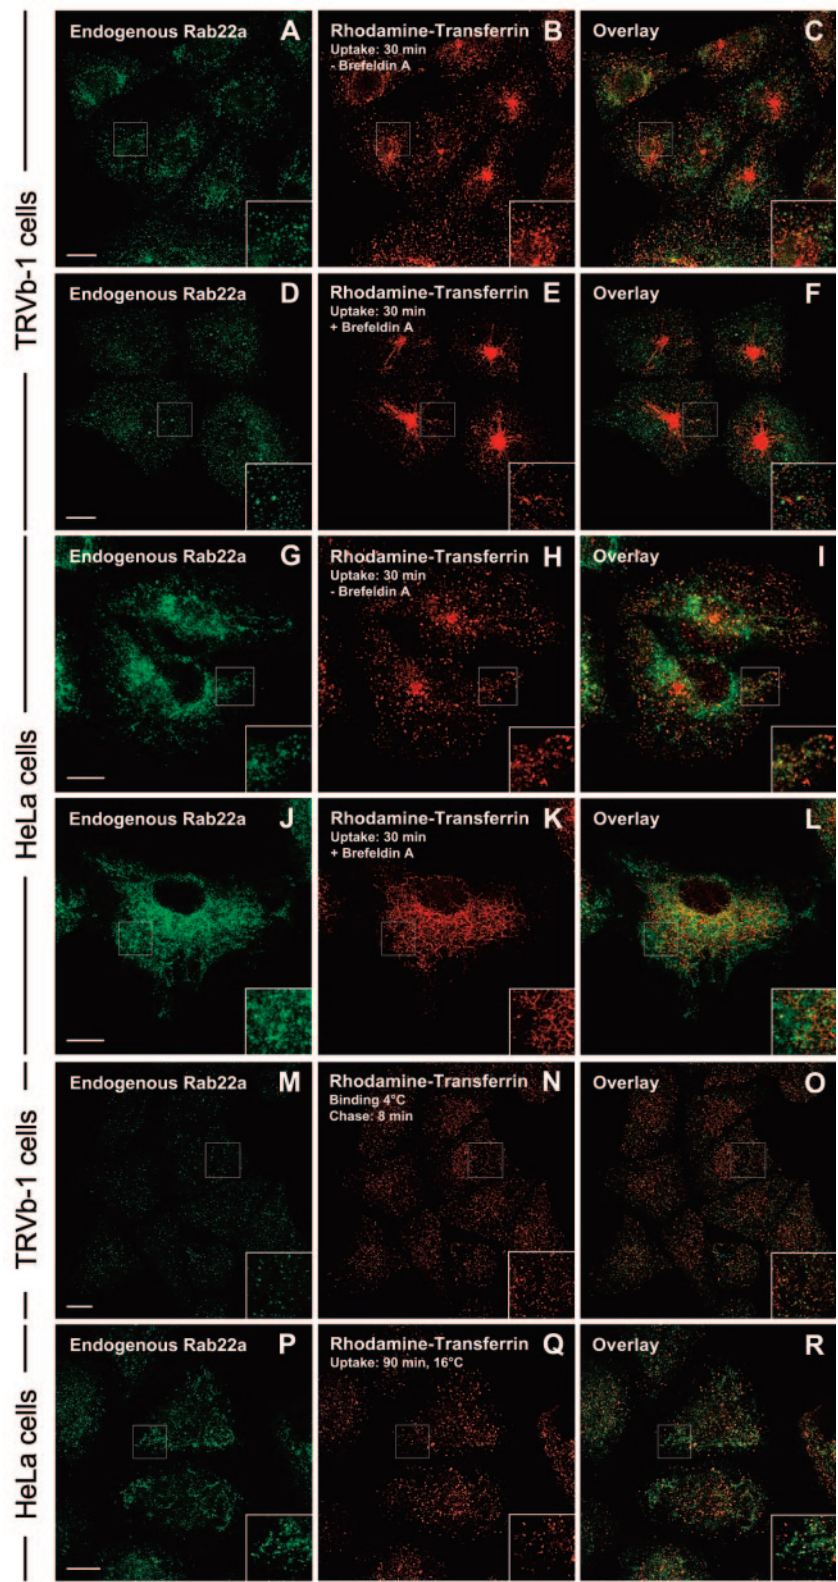 TRVb-1 cells
Endogenous Rab22a A
Rhodamine-Transferrin B
Uptake: 30 min
- Brefeldin A
Overlay C
Endogenous Rab22a D
Rhodamine-Transferrin E
Uptake: 30 min
+ Brefeldin A
Overlay F
HeLa cells
Endogenous Rab22a G
Rhodamine-Transferrin H
Uptake: 30 min
- Brefeldin A
Overlay I
Endogenous Rab22a J
Rhodamine-Transferrin K
Uptake: 30 min
+ Brefeldin A
Overlay L
TRVb-1 cells
Endogenous Rab22a M
Rhodamine-Transferrin N
Binding 4°C
Chase: 8 min
Overlay O
HeLa cells
Endogenous Rab22a P
Rhodamine-Transferrin Q
Uptake: 90 min, 16°C
Overlay R